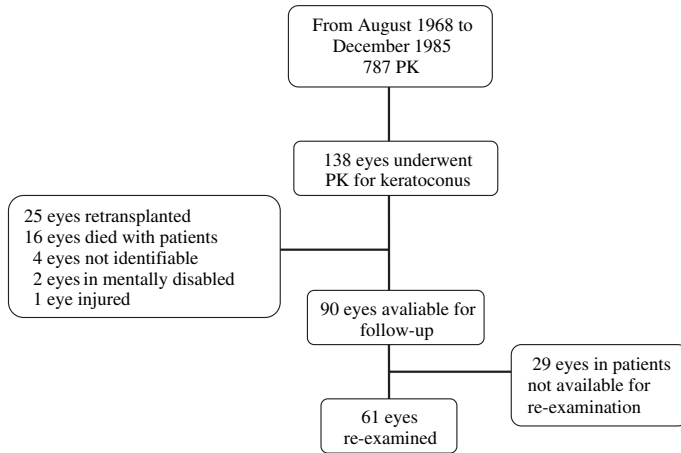 From August 1968 to
December 1985
787 PK
138 eyes underwent
PK for keratoconus
25 eyes retransplanted
16 eyes died with patients
4 eyes not identifiable
2 eyes in mentally disabled
1 eye injured
90 eyes avaliable for
follow-up
29 eyes in patients
not available for
re-examination
61 eyes
re-examined